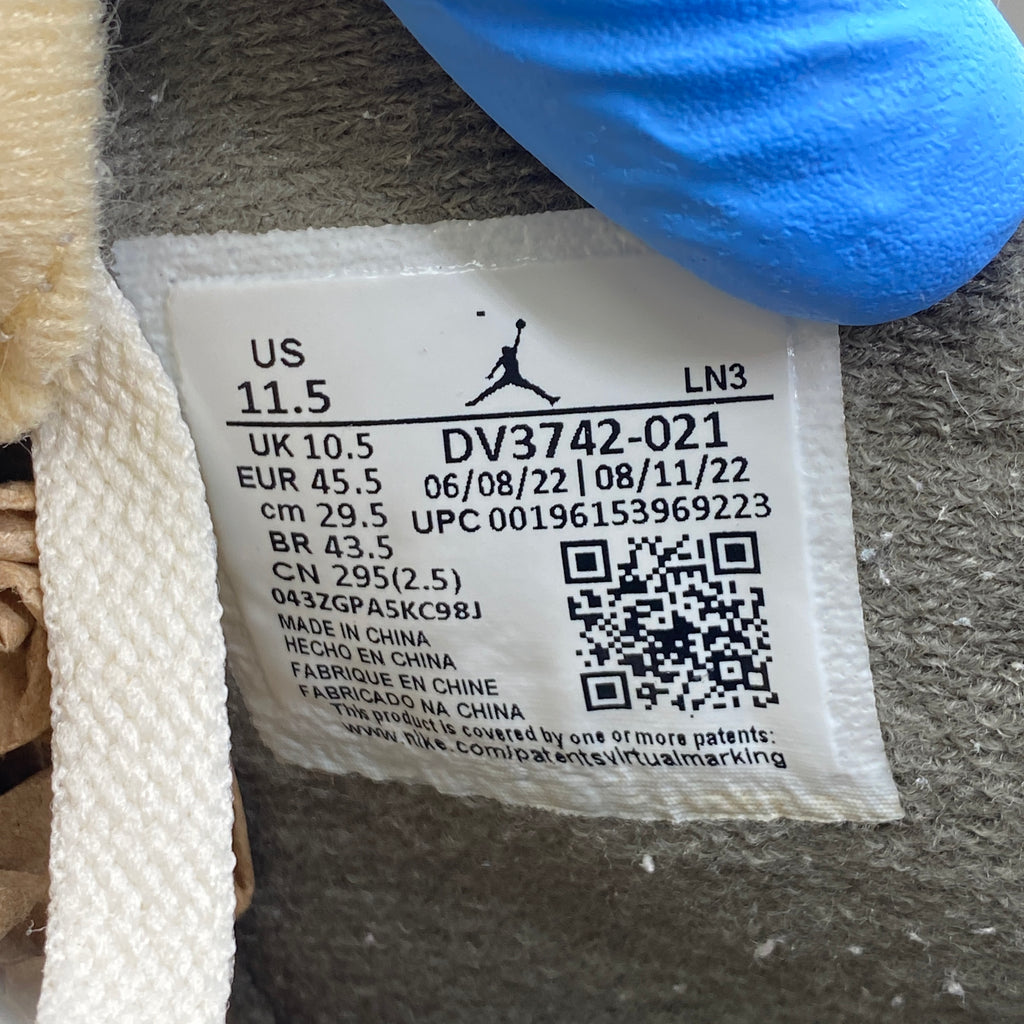 US
11.5
LN3
UK 10.5
EUR 45.5
cm 29.5
BR 43.5
CN 295(2.5)
DV3742-021
06/08/22 | 08/11/22
UPC 00196153969223
043ZGPA5KC98J
MADE IN CHINA
HECHO EN CHINA
FABRIQUE EN CHINE
FABRICADO NA CHINA
This product is covered by one or more patents:
www.nike.com/patentsvirtualmarking